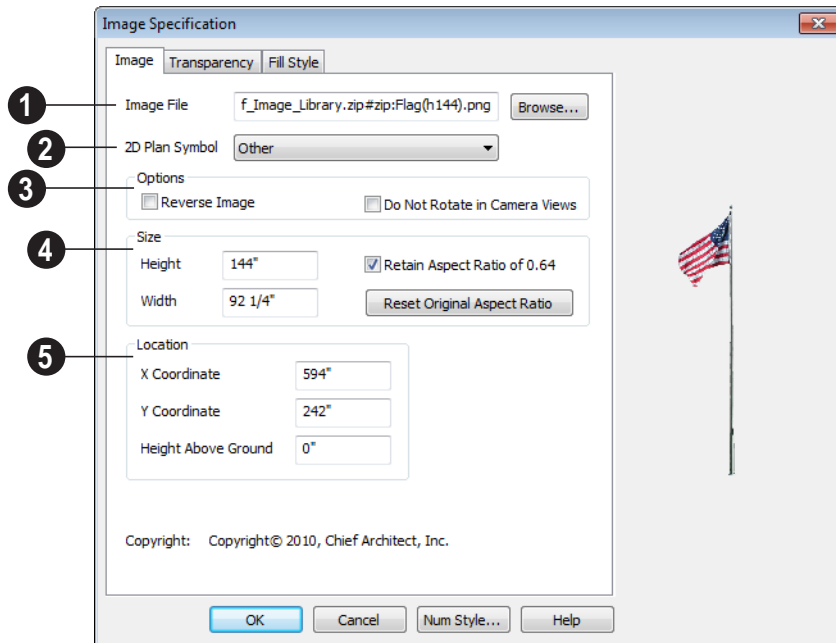 Image Specification
Image Transparency Fill Style
1 Image File f_Image_Library.zip#zip:Flag(h144).png Browse...
2 2D Plan Symbol Other
3 Options
Reverse Image Do Not Rotate in Camera Views
4 Size
Height 144" Retain Aspect Ratio of 0.64
Width 92 1/4" Reset Original Aspect Ratio
5 Location
X Coordinate 594"
Y Coordinate 242"
Height Above Ground 0"
Copyright: Copyright© 2010, Chief Architect, Inc.
OK Cancel Num Style... Help